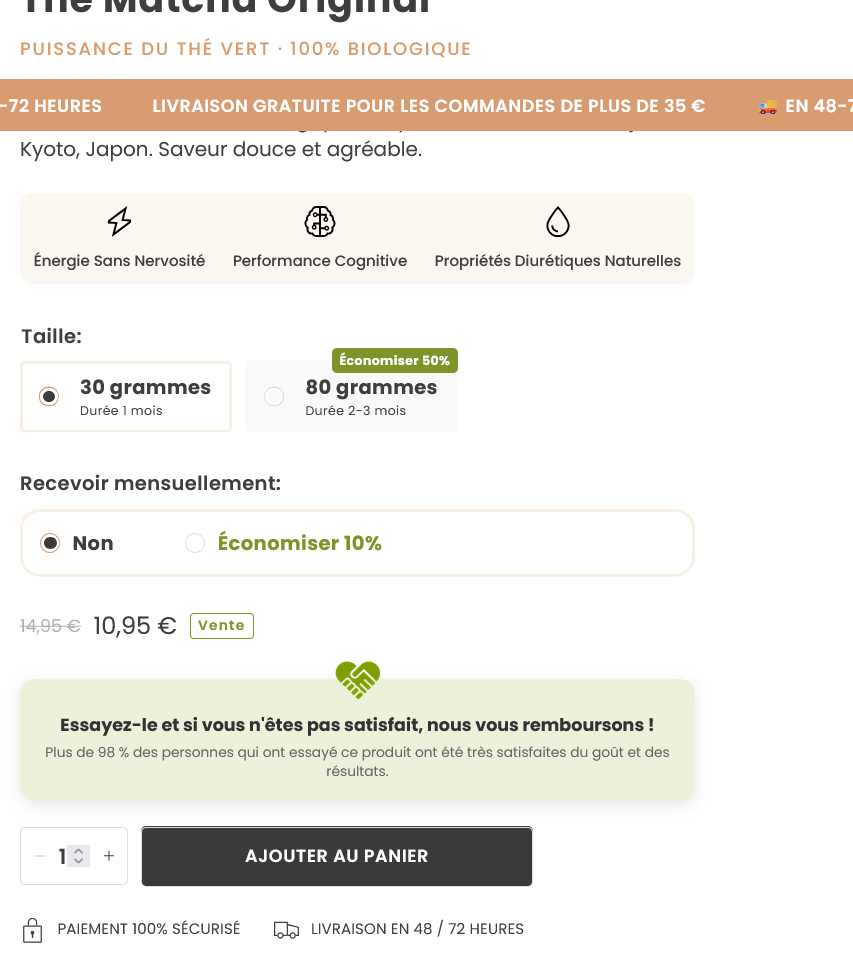 The Matcha Original
PUISSANCE DU THÉ VERT · 100% BIOLOGIQUE
-72 HEURES LIVRAISON GRATUITE POUR LES COMMANDES DE PLUS DE 35 € 🚚 EN 48-7
Kyoto, Japon. Saveur douce et agréable.
Énergie Sans Nervosité Performance Cognitive Propriétés Diurétiques Naturelles
Taille:
Économiser 50%
30 grammes 80 grammes
Durée 1 mois Durée 2-3 mois
Recevoir mensuellement:
Non Économiser 10%
14,95 € 10,95 € Vente
Essayez-le et si vous n'êtes pas satisfait, nous vous remboursons !
Plus de 98 % des personnes qui ont essayé ce produit ont été très satisfaites du goût et des
résultats.
− 1 + AJOUTER AU PANIER
PAIEMENT 100% SÉCURISÉ LIVRAISON EN 48 / 72 HEURES